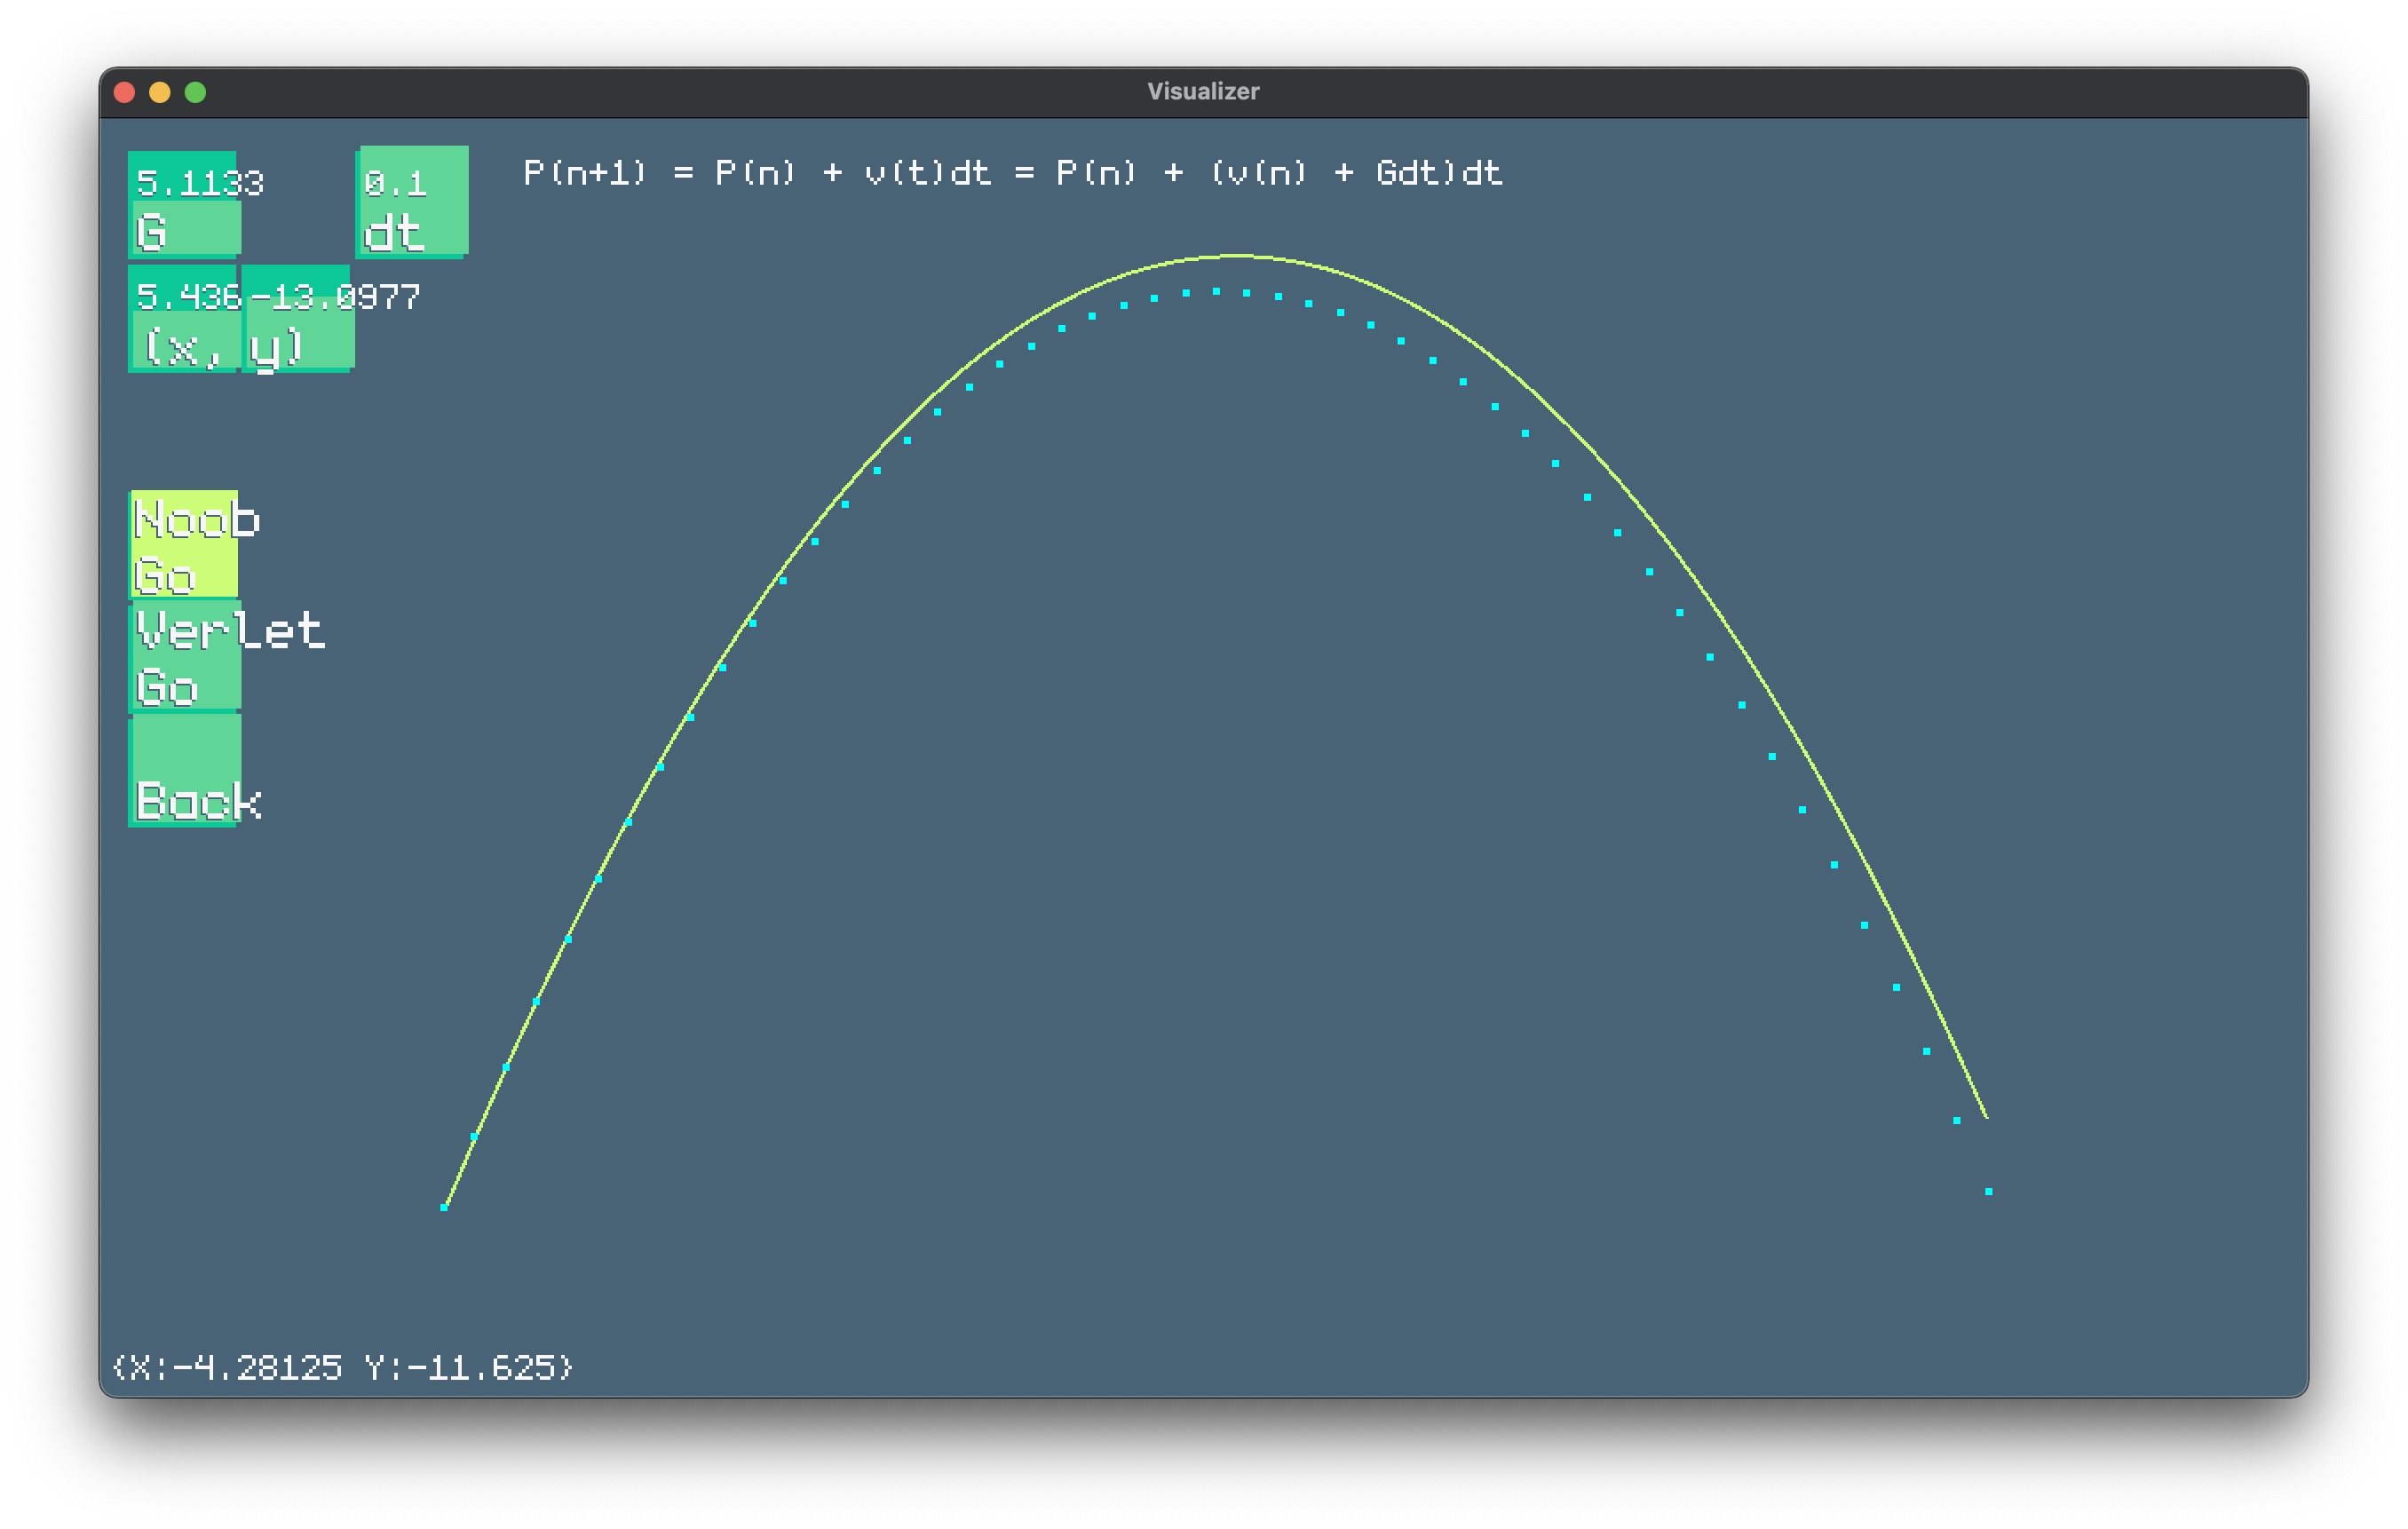 Visualizer
5.1133
G
0.1
dt
P(n+1) = P(n) + v(t)dt = P(n) + (v(n) + Gdt)dt
5.436 -13.0977
(x, y)
Noob
Go
Verlet
Go
Back
{X:-4.28125 Y:-11.625}